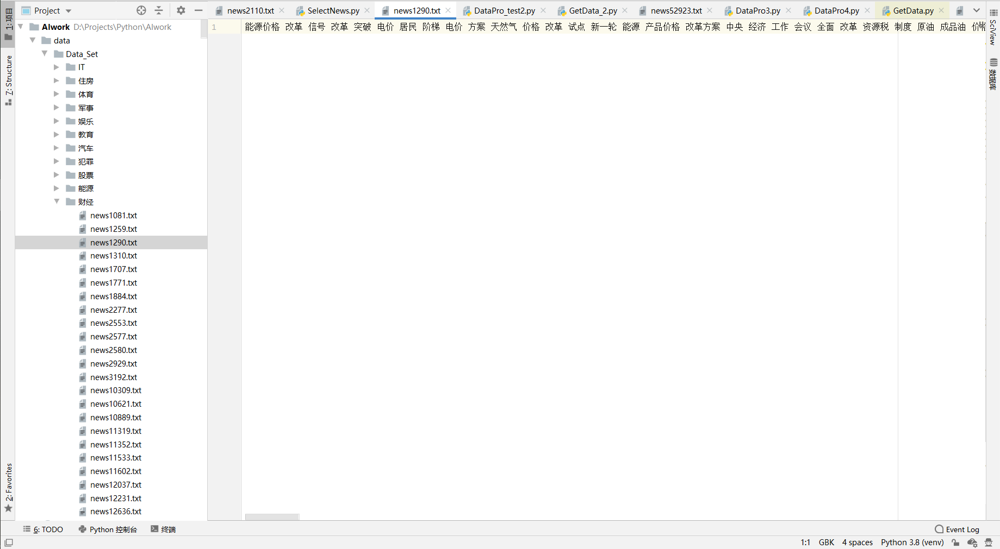 Project
news2110.txt
SelectNews.py
news1290.txt
DataPro_test2.py
GetData_2.py
news52923.txt
DataPro3.py
DataPro4.py
GetData.py
1: 项目
Z: Structure
2: Favorites
AIwork D:\Projects\Python\AIwork
data
Data_Set
IT
住房
体育
军事
娱乐
教育
汽车
犯罪
股票
能源
财经
news1081.txt
news1259.txt
news1290.txt
news1310.txt
news1707.txt
news1771.txt
news1884.txt
news2277.txt
news2553.txt
news2577.txt
news2580.txt
news2929.txt
news3192.txt
news10309.txt
news10621.txt
news10889.txt
news11319.txt
news11352.txt
news11533.txt
news11602.txt
news12037.txt
news12231.txt
news12636.txt
1
能源价格 改革 信号 改革 突破 电价 居民 阶梯 电价 方案 天然气 价格 改革 试点 新一轮 能源 产品价格 改革方案 中央 经济 工作 会议 全面 改革 资源税 制度 原油 成品油
SciView
数据库
6: TODO
Python 控制台
终端
Event Log
1:1 GBK 4 spaces Python 3.8 (venv)